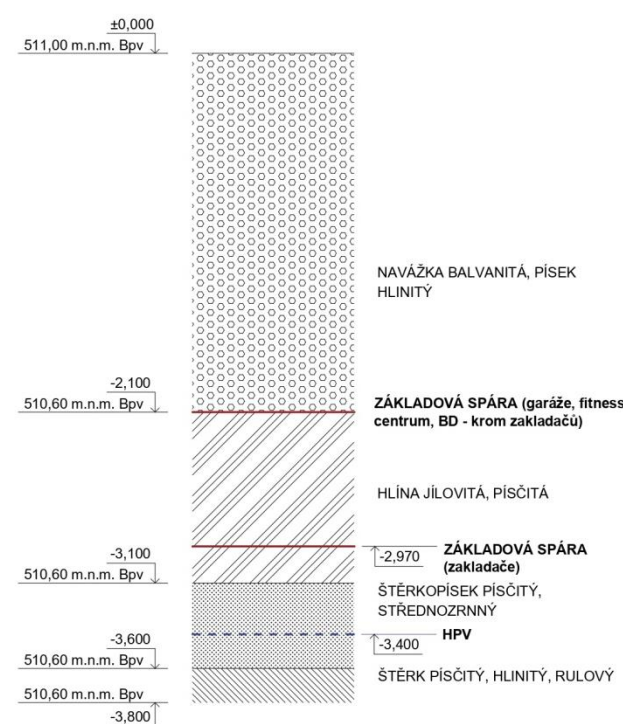 ±0,000
511,00 m.n.m. Bpv
NAVÁŽKA BALVANITÁ, PÍSEK
HLINITÝ
-2,100
510,60 m.n.m. Bpv
ZÁKLADOVÁ SPÁRA (garáže, fitness
centrum, BD - krom zakladačů)
HLÍNA JÍLOVITÁ, PÍSČITÁ
-2,970
ZÁKLADOVÁ SPÁRA
(zakladače)
-3,100
510,60 m.n.m. Bpv
ŠTĚRKOPÍSEK PÍSČITÝ,
STŘEDNOZRNNÝ
HPV
-3,400
-3,600
510,60 m.n.m. Bpv
ŠTĚRK PÍSČITÝ, HLINITÝ, RULOVÝ
510,60 m.n.m. Bpv
-3,800